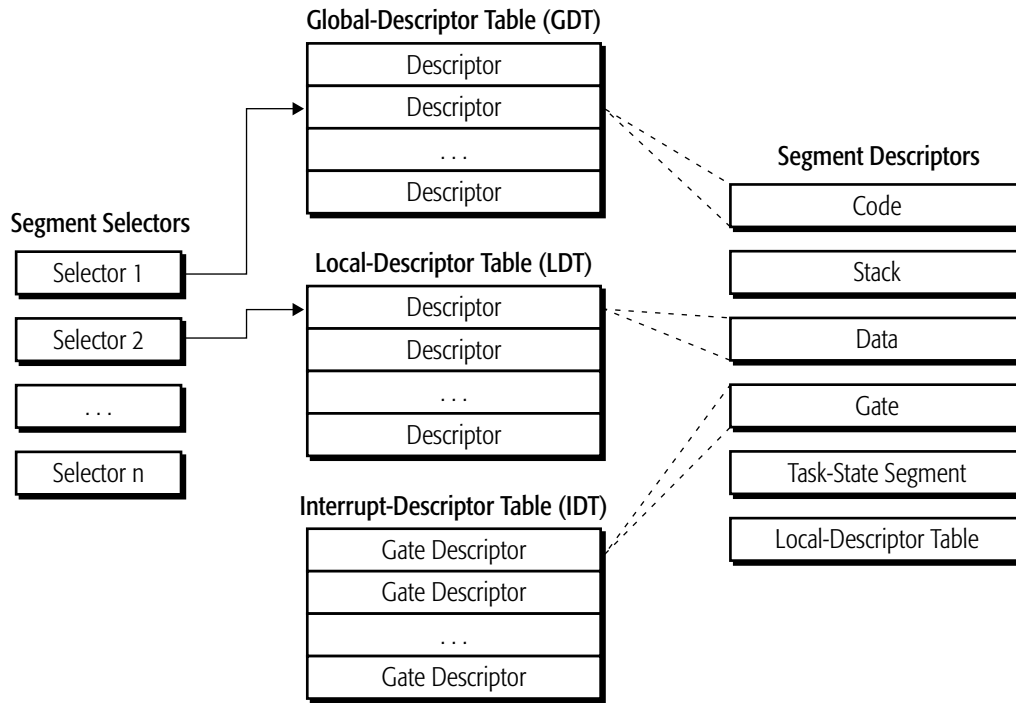 Global-Descriptor Table (GDT)
Descriptor
Descriptor
. . .
Descriptor
Segment Selectors
Selector 1
Selector 2
. . .
Selector n
Local-Descriptor Table (LDT)
Descriptor
Descriptor
. . .
Descriptor
Interrupt-Descriptor Table (IDT)
Gate Descriptor
Gate Descriptor
. . .
Gate Descriptor
Segment Descriptors
Code
Stack
Data
Gate
Task-State Segment
Local-Descriptor Table